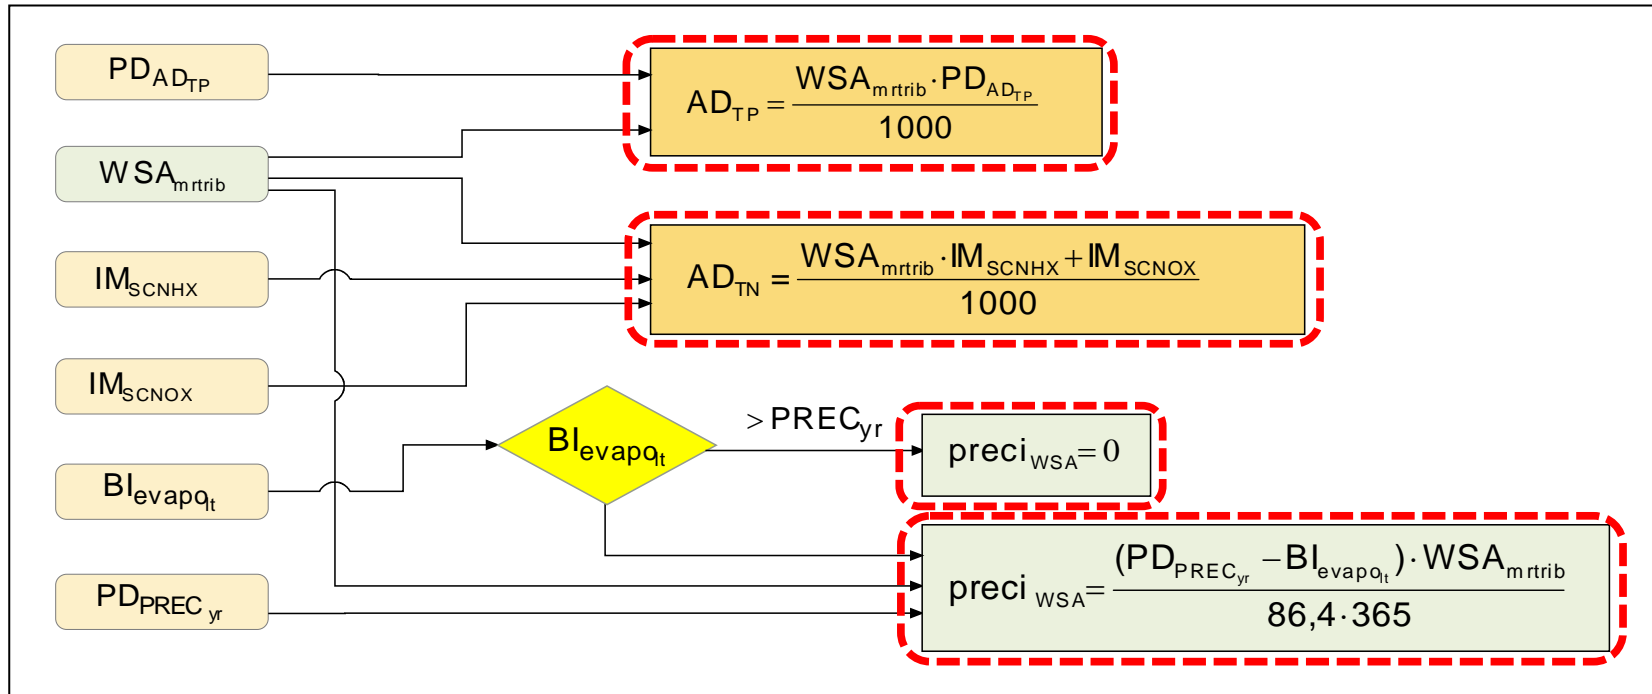 PD_AD_TP
WSA_mrtrib
IM_SCNHX
IM_SCNOX
BI_evapo_lt
PD_PREC_yr
AD_TP = WSA_mrtrib · PD_AD_TP / 1000
AD_TN = WSA_mrtrib · IM_SCNHX + IM_SCNOX / 1000
BI_evapo_lt
> PREC_yr
preci_WSA = 0
preci_WSA = (PD_PREC_yr − BI_evapo_lt) · WSA_mrtrib / 86,4 · 365